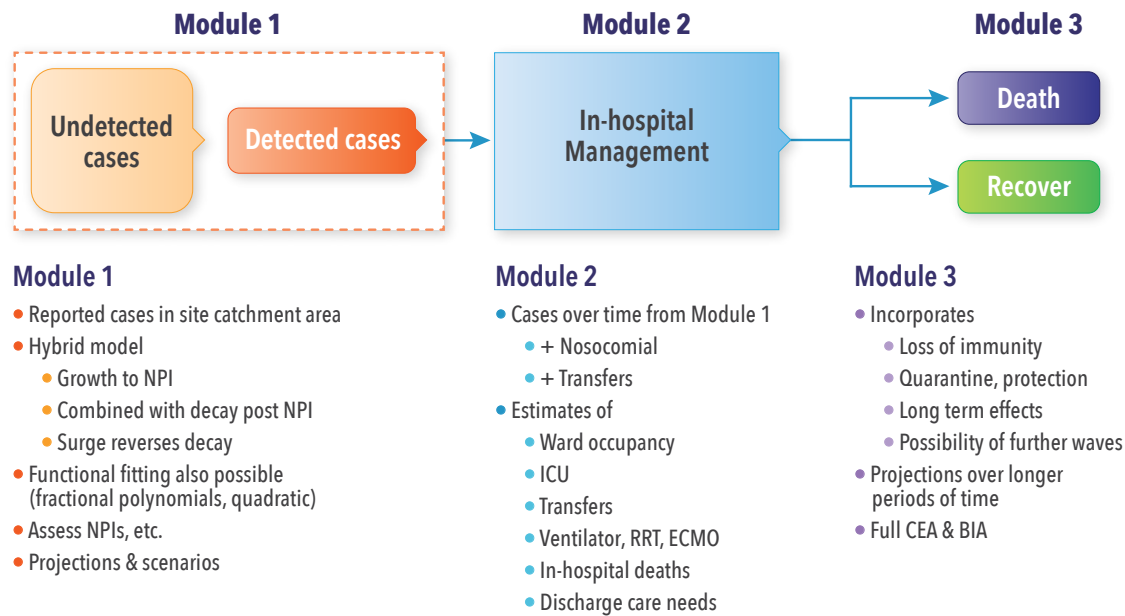 Module 1
Module 2
Module 3
Undetected
cases
Detected cases
In-hospital
Management
Death
Recover
Module 1
• Reported cases in site catchment area
• Hybrid model
• Growth to NPI
• Combined with decay post NPI
• Surge reverses decay
• Functional fitting also possible
(fractional polynomials, quadratic)
• Assess NPIs, etc.
• Projections & scenarios
Module 2
• Cases over time from Module 1
• + Nosocomial
• + Transfers
• Estimates of
• Ward occupancy
• ICU
• Transfers
• Ventilator, RRT, ECMO
• In-hospital deaths
• Discharge care needs
Module 3
• Incorporates
• Loss of immunity
• Quarantine, protection
• Long term effects
• Possibility of further waves
• Projections over longer
periods of time
• Full CEA & BIA